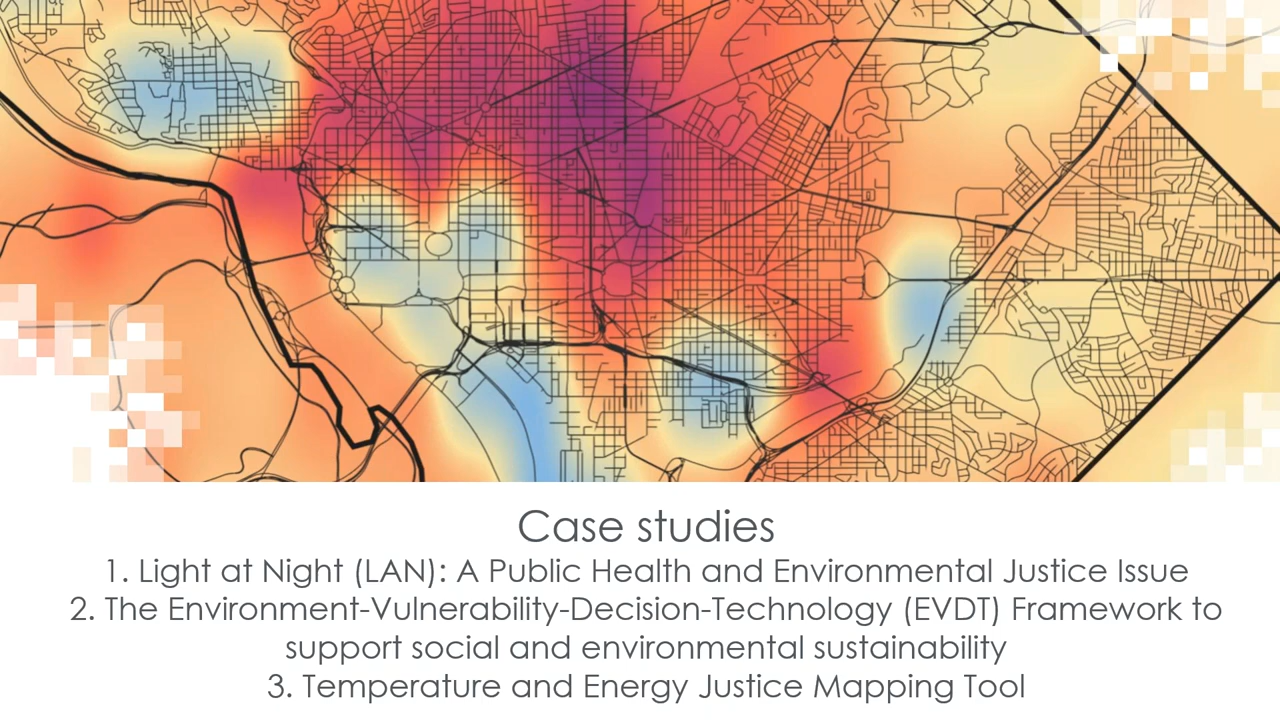 Case studies
1. Light at Night (LAN): A Public Health and Environmental Justice Issue
2. The Environment-Vulnerability-Decision-Technology (EVDT) Framework to
support social and environmental sustainability
3. Temperature and Energy Justice Mapping Tool